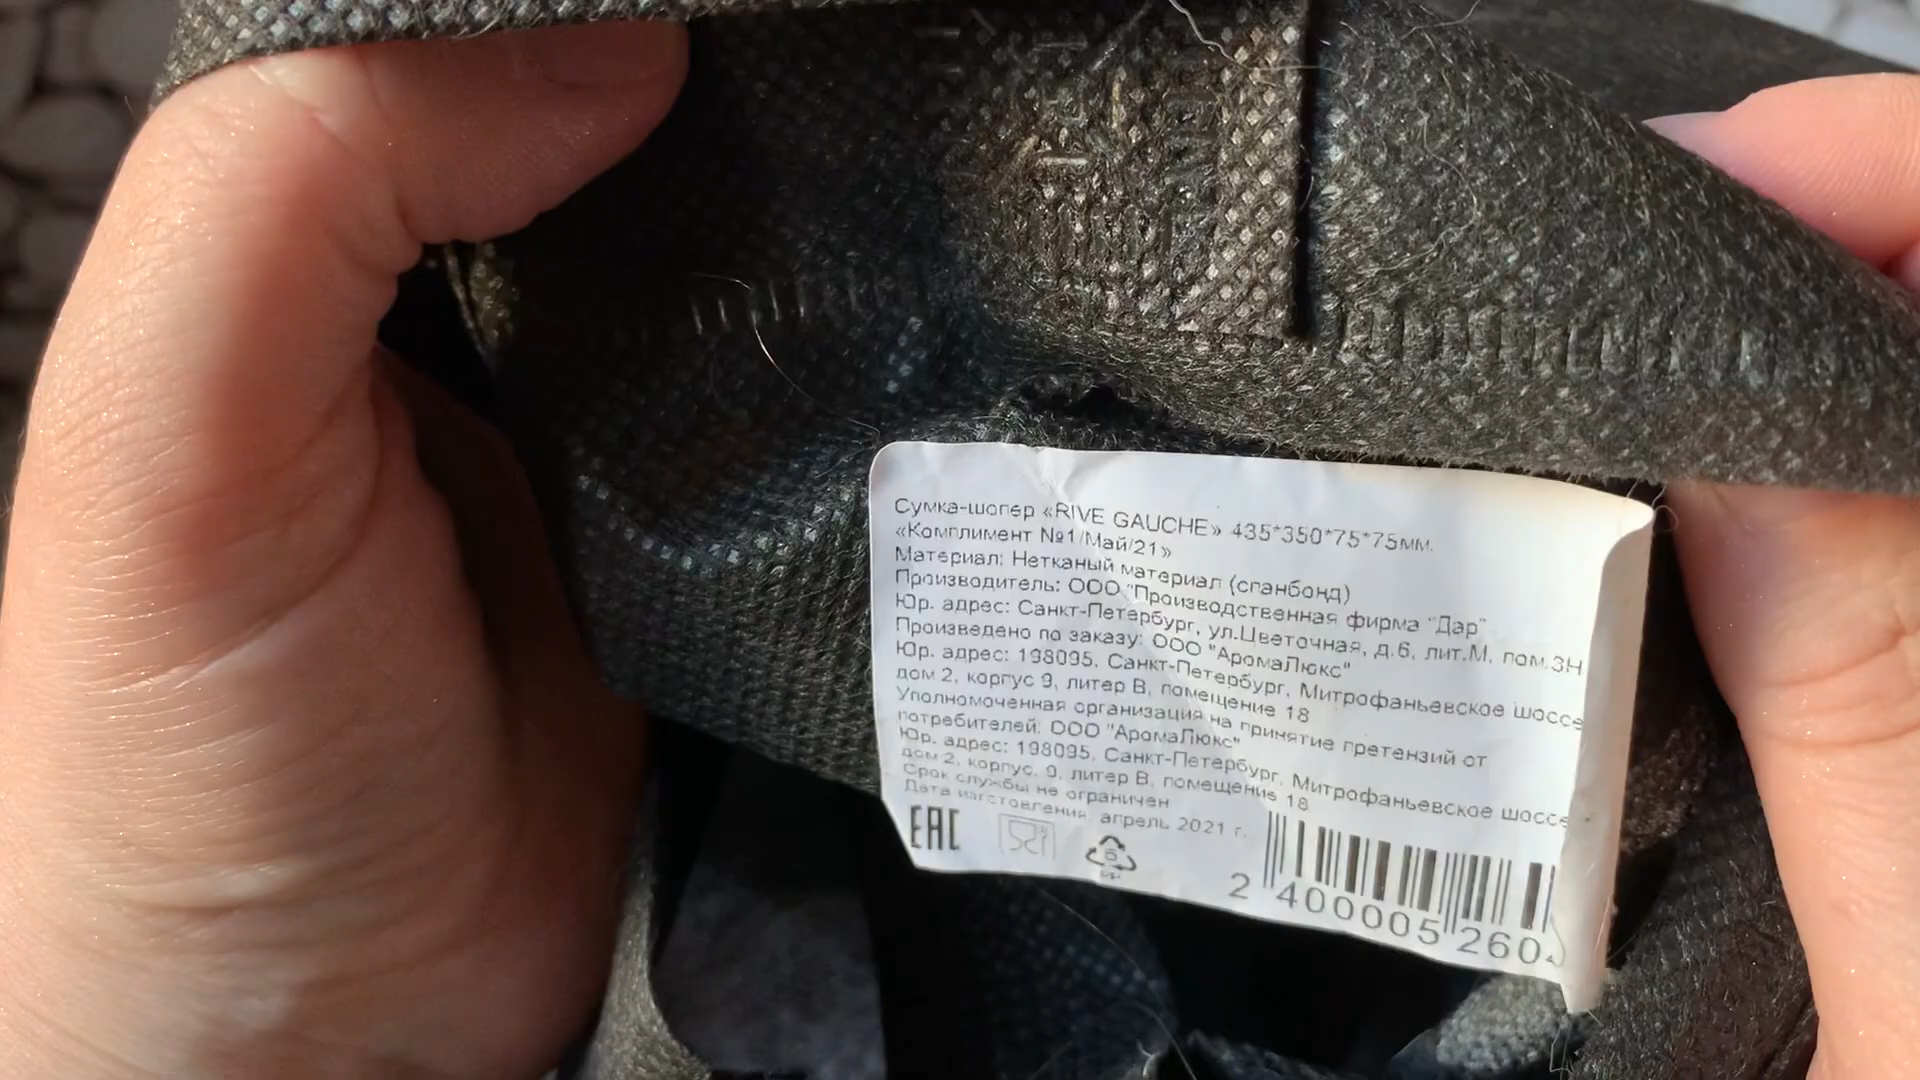 Сумка-шопер «RIVE GAUCHE» 435*350*75*75мм.
«Комплимент №1/Май/21»
Материал: Нетканый материал (спанбонд)
Производитель: ООО "Производственная фирма "Дар"
Юр. адрес: Санкт-Петербург, ул.Цветочная, д.6, лит.М, пом.3Н
Произведено по заказу: ООО "АромаЛюкс"
Юр. адрес: 198095, Санкт-Петербург, Митрофаньевское шоссе
дом 2, корпус 9, литер В, помещение 18
Уполномоченная организация на принятие претензий от
потребителей: ООО "АромаЛюкс"
Юр. адрес: 198095, Санкт-Петербург, Митрофаньевское шоссе
дом 2, корпус, 9, литер В, помещение 18
Срок службы не ограничен
Дата изготовления апрель 2021 г.
EAC
2 400005 260